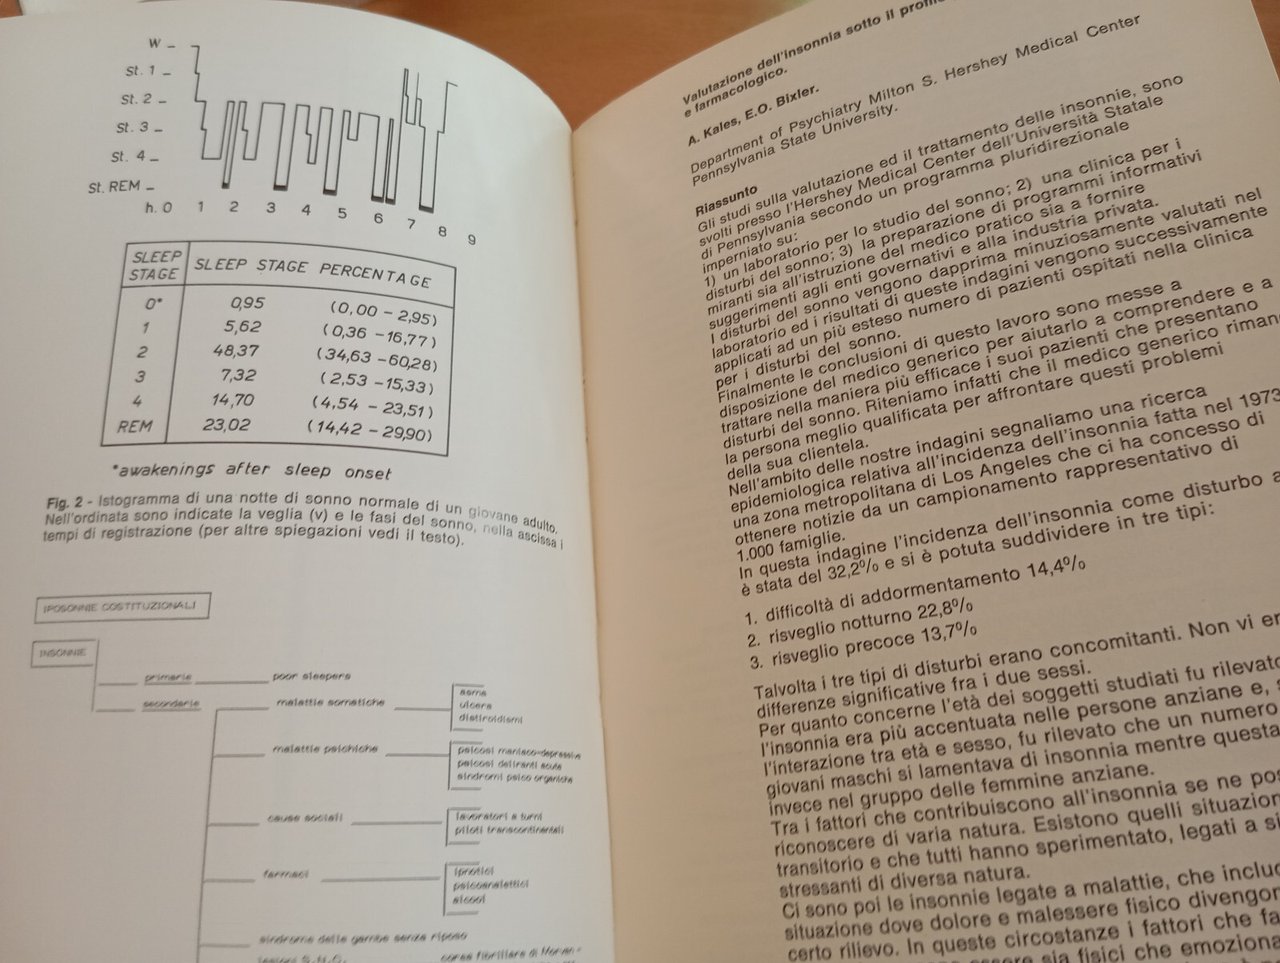 W
St. 1
St. 2
St. 3
St. 4
St. REM
h. 0 1 2 3 4 5 6 7 8 9
SLEEP STAGE SLEEP STAGE PERCENTAGE
0* 0,95 (0,00 - 2,95)
1 5,62 (0,36 - 16,77)
2 48,37 (34,63 - 60,28)
3 7,32 (2,53 - 15,33)
4 14,70 (4,54 - 23,51)
REM 23,02 (14,42 - 29,90)
*awakenings after sleep onset
Fig. 2 - Istogramma di una notte di sonno normale di un giovane adulto.
Nell'ordinata sono indicate la veglia (v) e le fasi del sonno, nella ascissa i
tempi di registrazione (per altre spiegazioni vedi il testo).
IPOSONNIE COSTITUZIONALI
INSONNIE
primarie poor sleepers
secondarie malattie somatiche
asma
ulcera
distiroidismi
malattie psichiche
psicosi maniaco-depressive
psicosi deliranti acute
sindromi psico organiche
cause sociali
lavoratori a turni
piloti transcontinentali
farmaci
ipnotici
psicoanalettici
alcool
sindrome delle gambe senza riposo
lesioni S.N.C.
corea fibrillare di Morvan
Valutazione dell'insonnia sotto il
e farmacologico.
A. Kales, E.O. Bixler.
Department of Psychiatry Milton S. Hershey Medical Center
Pennsylvania State University.
Riassunto
Gli studi sulla valutazione ed il trattamento delle insonnie, sono
svolti presso l'Hershey Medical Center dell'Università Statale
di Pennsylvania secondo un programma pluridirezionale
imperniato su:
1) un laboratorio per lo studio del sonno; 2) una clinica per i
disturbi del sonno; 3) la preparazione di programmi informativi
miranti sia all'istruzione del medico pratico sia a fornire
suggerimenti agli enti governativi e alla industria privata.
I disturbi del sonno vengono dapprima minuziosamente valutati nel
laboratorio ed i risultati di queste indagini vengono successivamente
applicati ad un più esteso numero di pazienti ospitati nella clinica
per i disturbi del sonno.
Finalmente le conclusioni di questo lavoro sono messe a
disposizione del medico generico per aiutarlo a comprendere e a
trattare nella maniera più efficace i suoi pazienti che presentano
disturbi del sonno. Riteniamo infatti che il medico generico riman
la persona meglio qualificata per affrontare questi problemi
della sua clientela.
Nell'ambito delle nostre indagini segnaliamo una ricerca
epidemiologica relativa all'incidenza dell'insonnia fatta nel 1973
una zona metropolitana di Los Angeles che ci ha concesso di
ottenere notizie da un campionamento rappresentativo di
1.000 famiglie.
In questa indagine l'incidenza dell'insonnia come disturbo a
è stata del 32,2% e si è potuta suddividere in tre tipi:
1. difficoltà di addormentamento 14,4%
2. risveglio notturno 22,8%
3. risveglio precoce 13,7%
Talvolta i tre tipi di disturbi erano concomitanti. Non vi er
differenze significative fra i due sessi.
Per quanto concerne l'età dei soggetti studiati fu rilevato
l'insonnia era più accentuata nelle persone anziane e, s
l'interazione tra età e sesso, fu rilevato che un numero
giovani maschi si lamentava di insonnia mentre questa
invece nel gruppo delle femmine anziane.
Tra i fattori che contribuiscono all'insonnia se ne pos
riconoscere di varia natura. Esistono quelli situazion
transitorio e che tutti hanno sperimentato, legati a si
stressanti di diversa natura.
Ci sono poi le insonnie legate a malattie, che includ
situazione dove dolore e malessere fisico divengon
certo rilievo. In queste circostanze i fattori che fa
essere sia fisici che emoziona